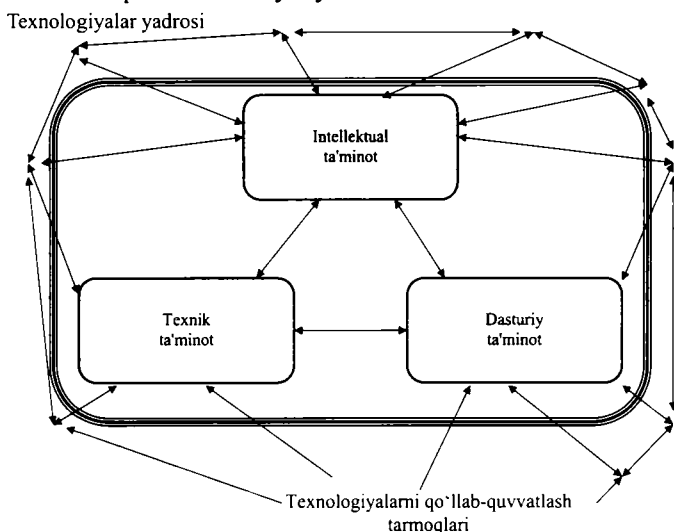 Texnologiyalar yadrosi
Intellektual
ta'minot
Texnik
ta'minot
Dasturiy
ta'minot
Texnologiyalarni qo`llab-quvvatlash
tarmoqlari